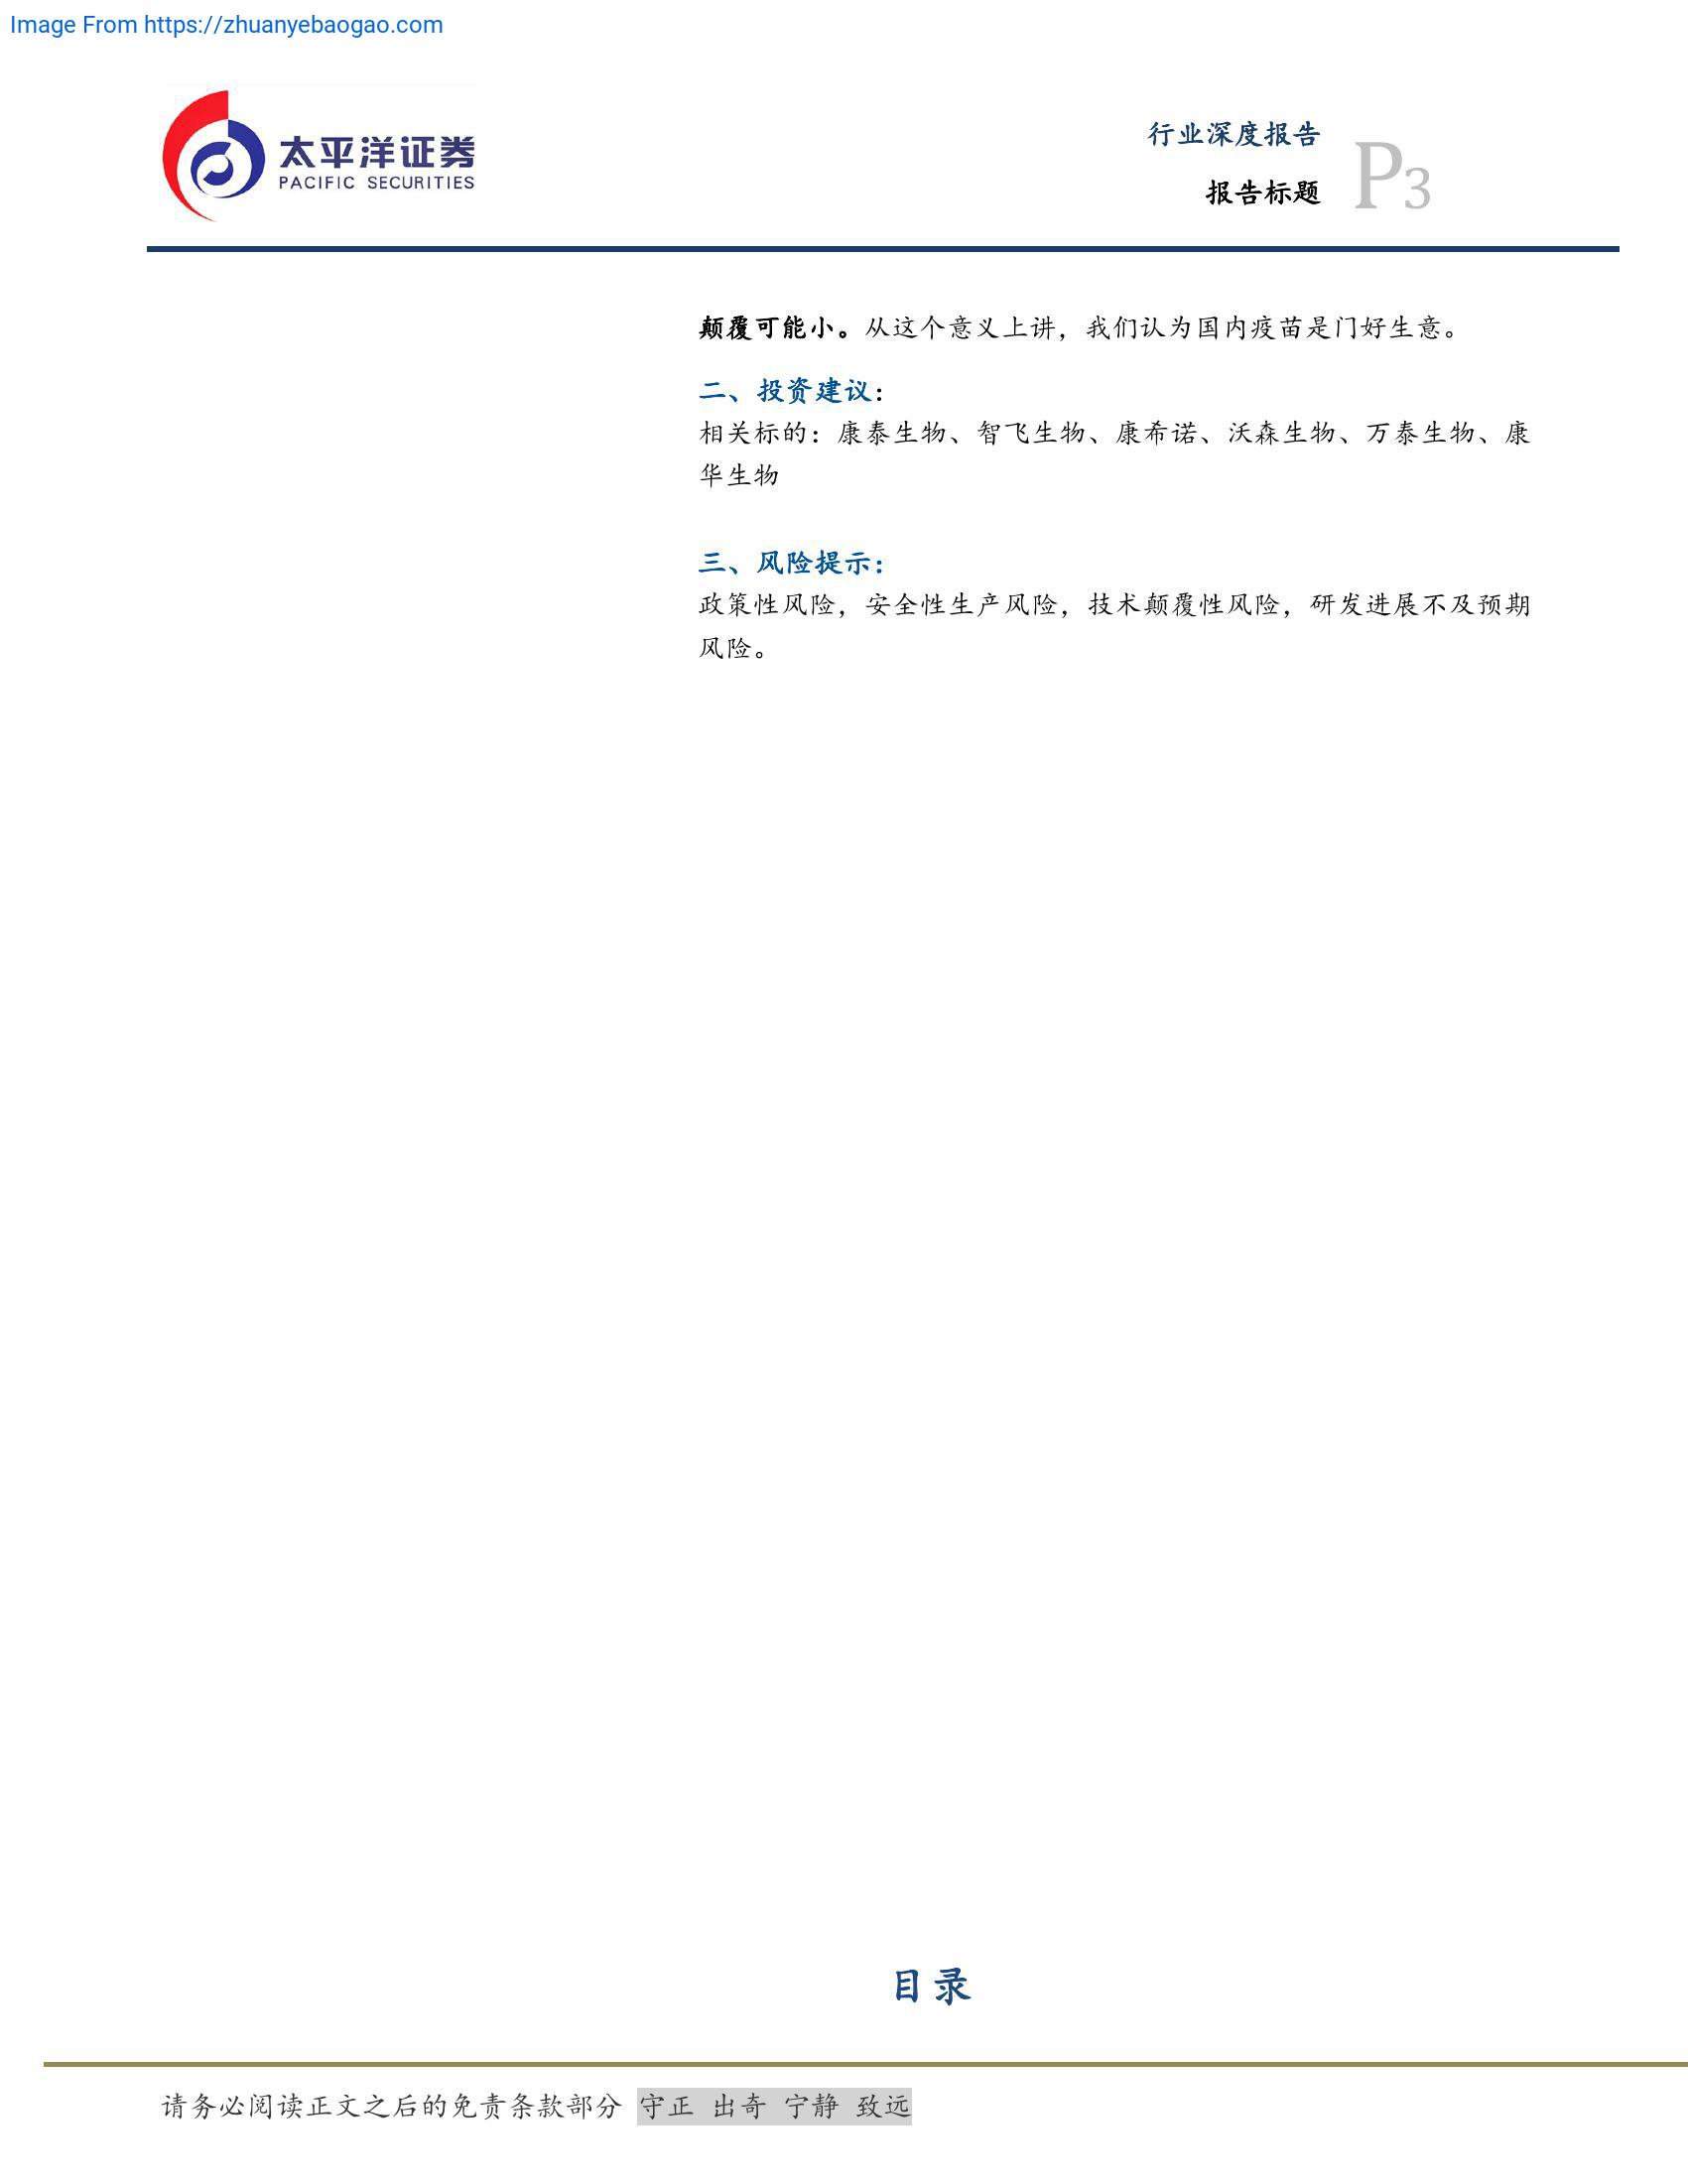 Image From https://zhuanyebaogao.com
太平洋证券
PACIFIC SECURITIES
行业深度报告
报告标题
P3
颠覆可能小。从这个意义上讲，我们认为国内疫苗是门好生意。
二、投资建议：
相关标的：康泰生物、智飞生物、康希诺、沃森生物、万泰生物、康
华生物
三、风险提示：
政策性风险，安全性生产风险，技术颠覆性风险，研发进展不及预期
风险。
目录
请务必阅读正文之后的免责条款部分 守正 出奇 宁静 致远